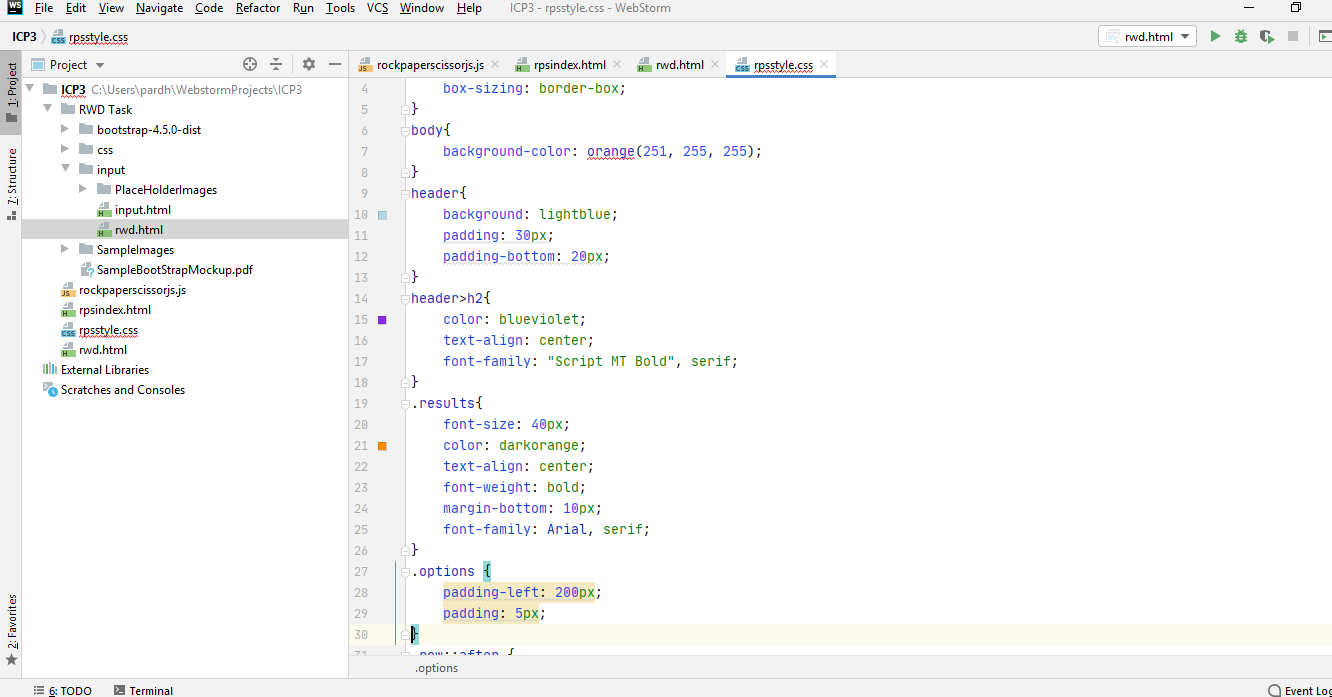 WS File Edit View Navigate Code Refactor Run Tools VCS Window Help ICP3 - rpsstyle.css - WebStorm
ICP3 rpsstyle.css rwd.html
Project rockpaperscissorjs.js rpsindex.html rwd.html rpsstyle.css
1: Project
Z: Structure
2: Favorites
ICP3 C:\Users\pardh\WebstormProjects\ICP3
RWD Task
bootstrap-4.5.0-dist
css
input
PlaceHolderImages
input.html
rwd.html
SampleImages
SampleBootStrapMockup.pdf
rockpaperscissorjs.js
rpsindex.html
rpsstyle.css
rwd.html
External Libraries
Scratches and Consoles
4 box-sizing: border-box;
5 }
6 body{
7 background-color: orange(251, 255, 255);
8 }
9 header{
10 background: lightblue;
11 padding: 30px;
12 padding-bottom: 20px;
13 }
14 header>h2{
15 color: blueviolet;
16 text-align: center;
17 font-family: "Script MT Bold", serif;
18 }
19 .results{
20 font-size: 40px;
21 color: darkorange;
22 text-align: center;
23 font-weight: bold;
24 margin-bottom: 10px;
25 font-family: Arial, serif;
26 }
27 .options {
28 padding-left: 200px;
29 padding: 5px;
30 }
31 .row::after {
.options
6: TODO Terminal Event Log